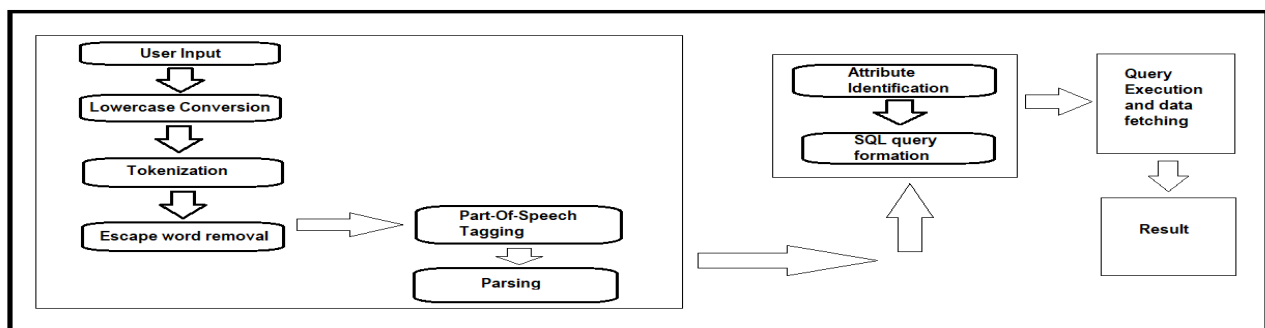 User Input
Lowercase Conversion
Tokenization
Escape word removal
Part-Of-Speech
Tagging
Parsing
Attribute
Identification
SQL query
formation
Query
Execution
and data
fetching
Result